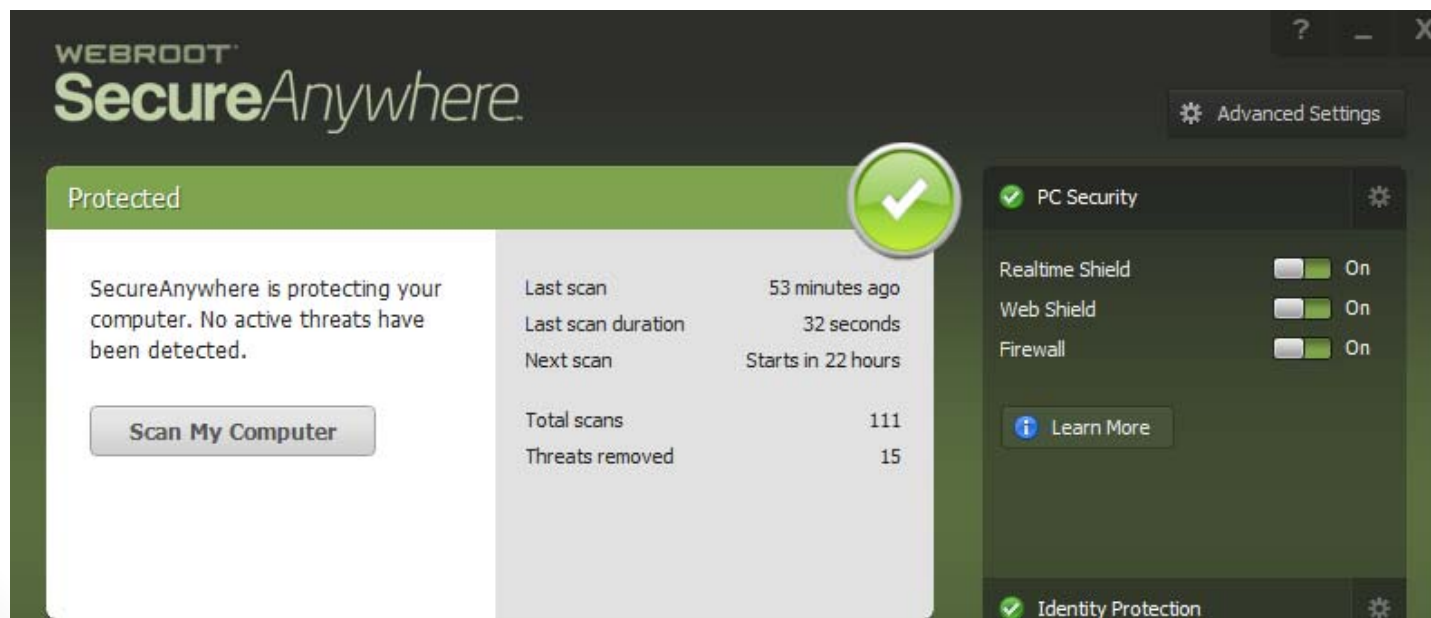 WEBROOT
SecureAnywhere.
? _ X
Advanced Settings
Protected
SecureAnywhere is protecting your
computer. No active threats have
been detected.
Scan My Computer
Last scan 53 minutes ago
Last scan duration 32 seconds
Next scan Starts in 22 hours
Total scans 111
Threats removed 15
PC Security
Realtime Shield On
Web Shield On
Firewall On
Learn More
Identity Protection